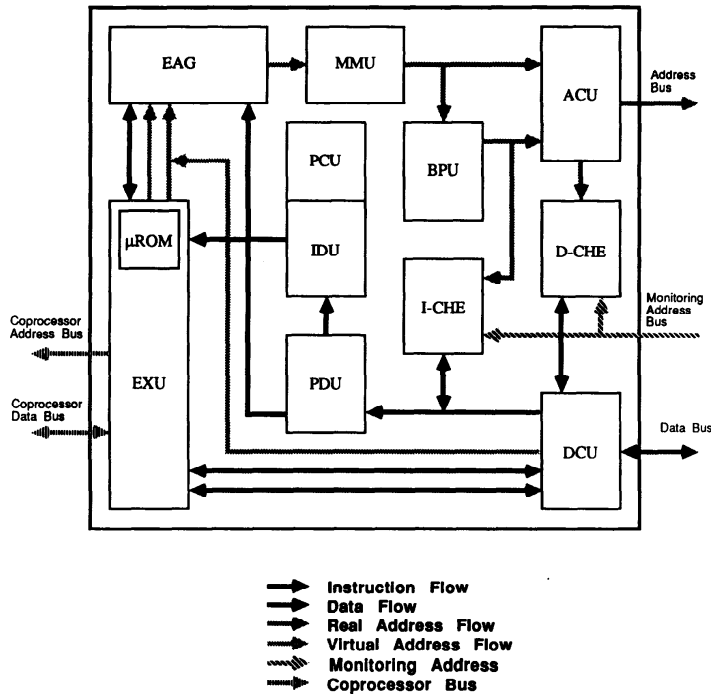 EAG
MMU
ACU
Address
Bus
PCU
BPU
µROM
IDU
D-CHE
I-CHE
Monitoring
Address
Bus
Coprocessor
Address Bus
EXU
PDU
Coprocessor
Data Bus
DCU
Data Bus
Instruction Flow
Data Flow
Real Address Flow
Virtual Address Flow
Monitoring Address
Coprocessor Bus